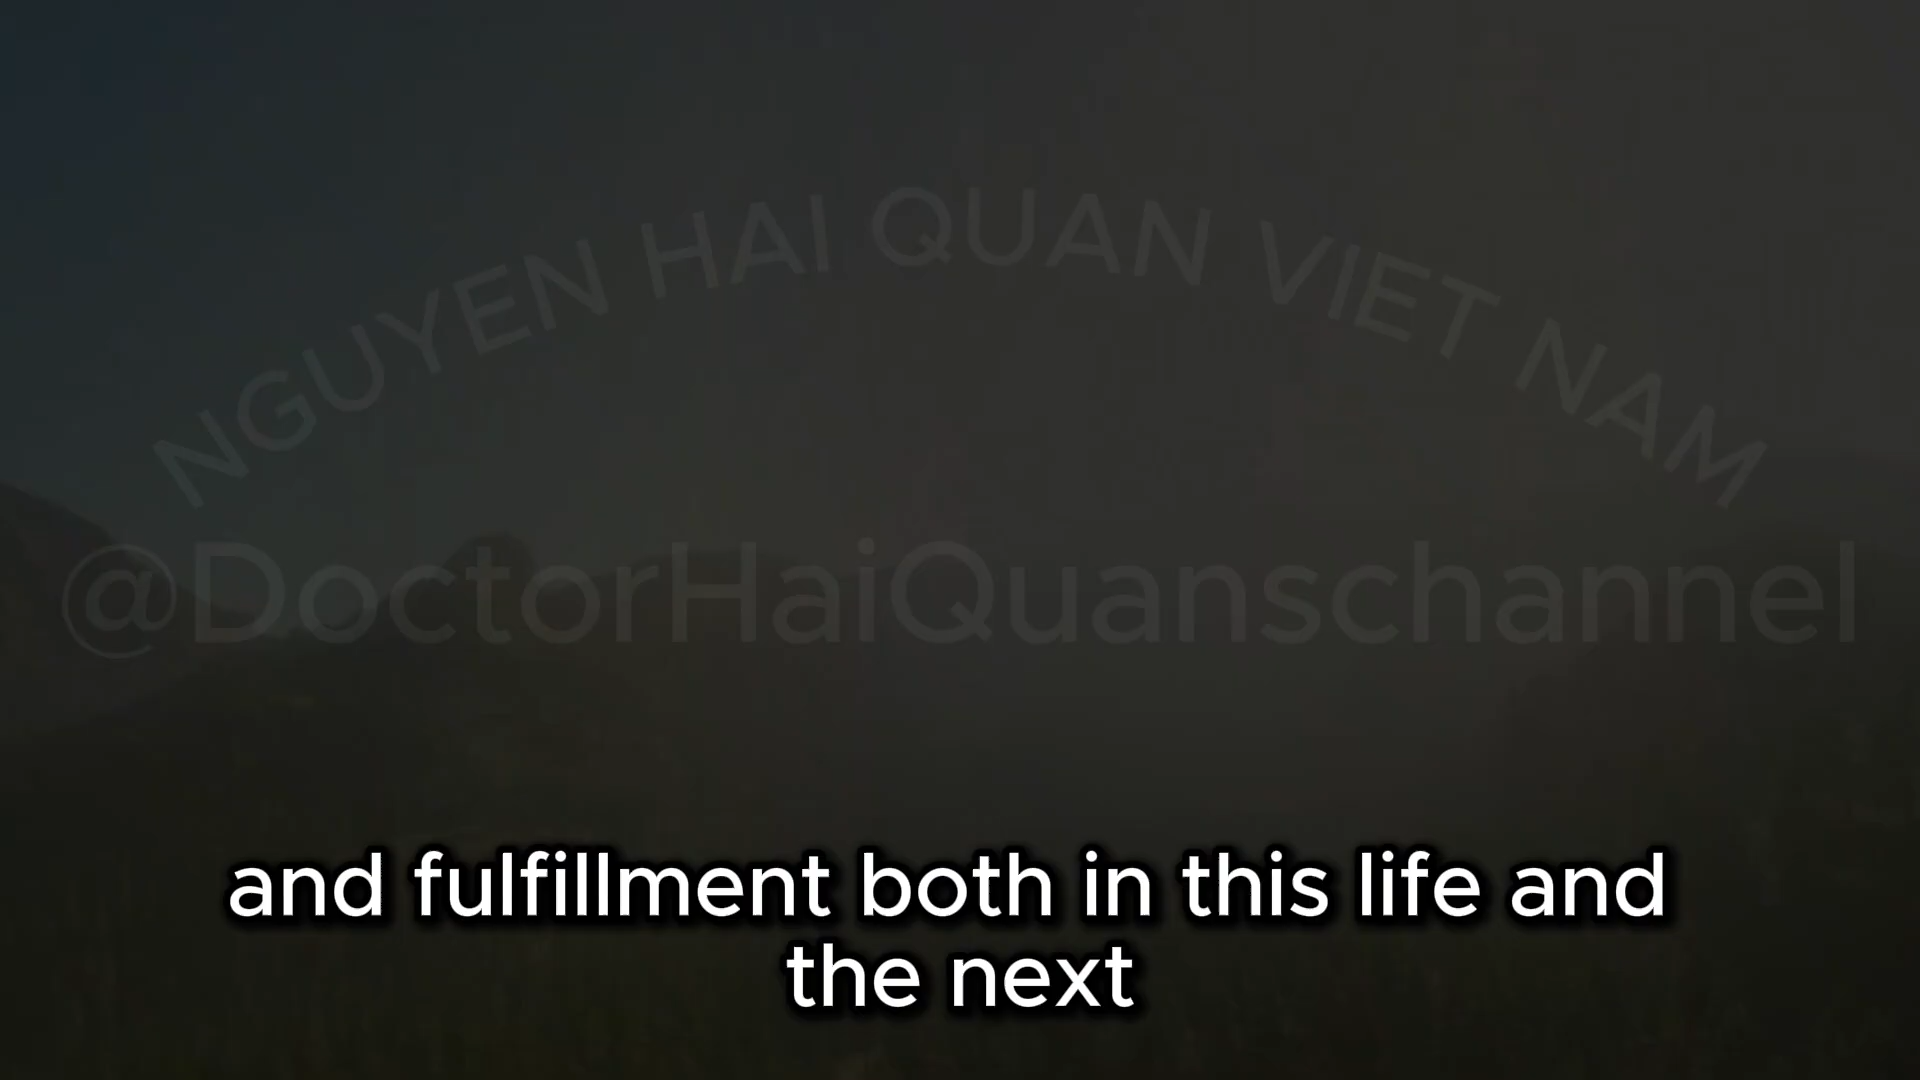 NGUYEN HAI QUAN VIET NAM
@DoctorHaiQuanschannel
and fulfillment both in this life and
the next